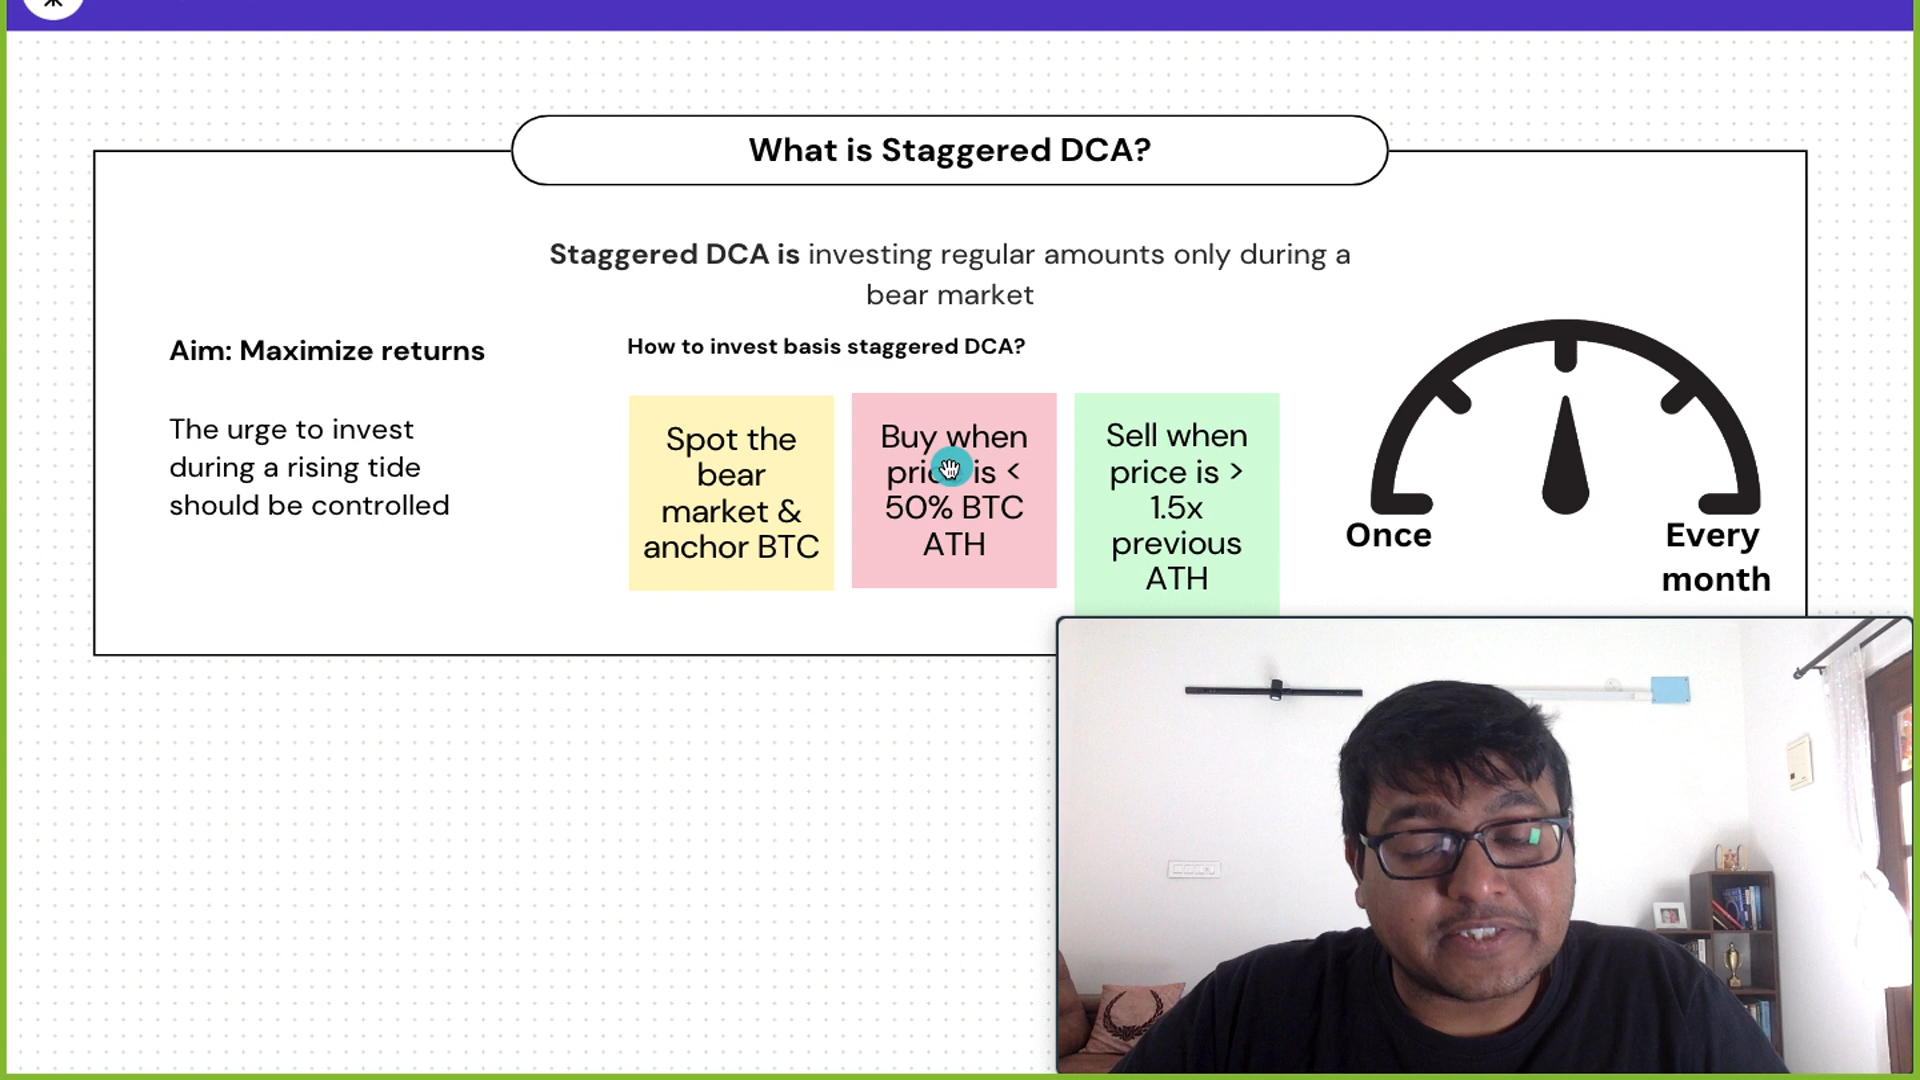 What is Staggered DCA?
Staggered DCA is investing regular amounts only during a
bear market
Aim: Maximize returns
The urge to invest
during a rising tide
should be controlled
How to invest basis staggered DCA?
Spot the
bear
market &
anchor BTC
Buy when
price is <
50% BTC
ATH
Sell when
price is >
1.5x
previous
ATH
Once
Every
month